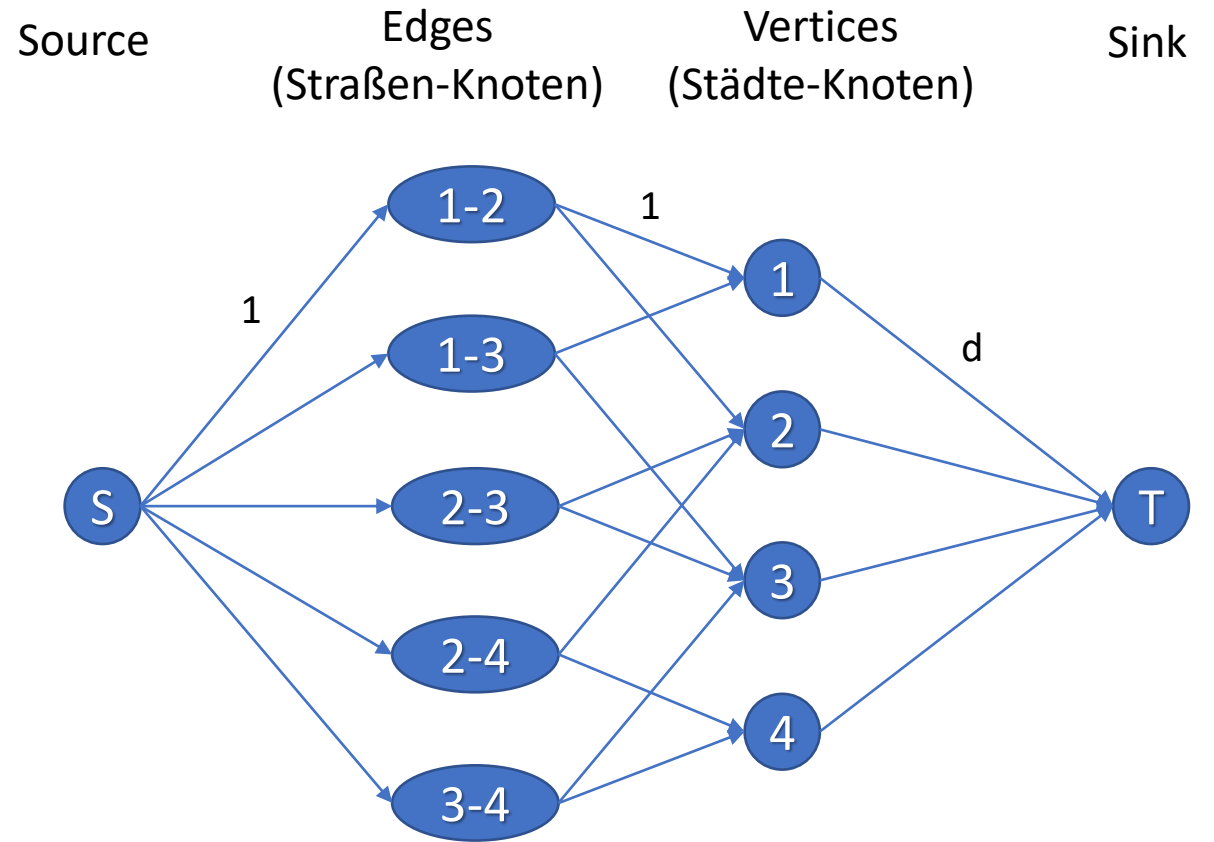 Source
Edges
(Straßen-Knoten)
Vertices
(Städte-Knoten)
Sink
1-2
1
1
1
1-3
d
2
S
2-3
T
3
2-4
4
3-4